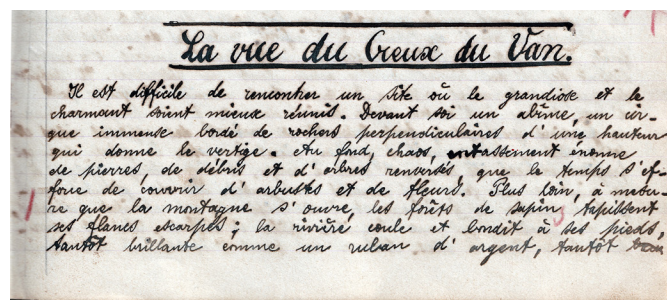 La vue du Creux du Van.
Il est difficile de rencontrer un site où le grandiose et le
charmant soient mieux réunis. Devant soi un abîme, un cir-
que immense bordé de rochers perpendiculaires d'une hauteur
qui donne le vertige. Au fond, chaos, entassement énorme
de pierres, de débris et d'arbres renversés, que le temps s'ef-
force de couvrir d'arbustes et de fleurs. Plus loin, à mesu-
re que la montagne s'ouvre, les forêts de sapin, tapissent
ses flancs escarpés ; la rivière coule et bondit à ses pieds,
tantôt brillante comme un ruban d'argent, tantôt